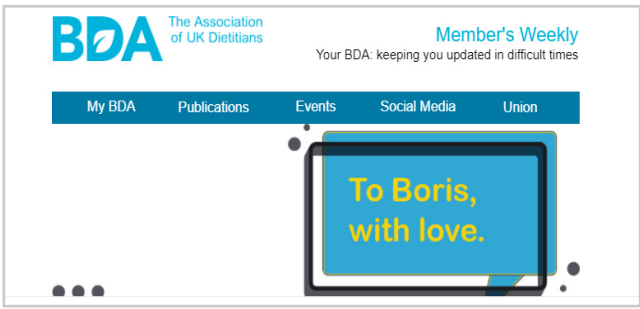 BDA
The Association
of UK Dietitians
Member's Weekly
Your BDA: keeping you updated in difficult times
My BDA Publications Events Social Media Union
To Boris,
with love.